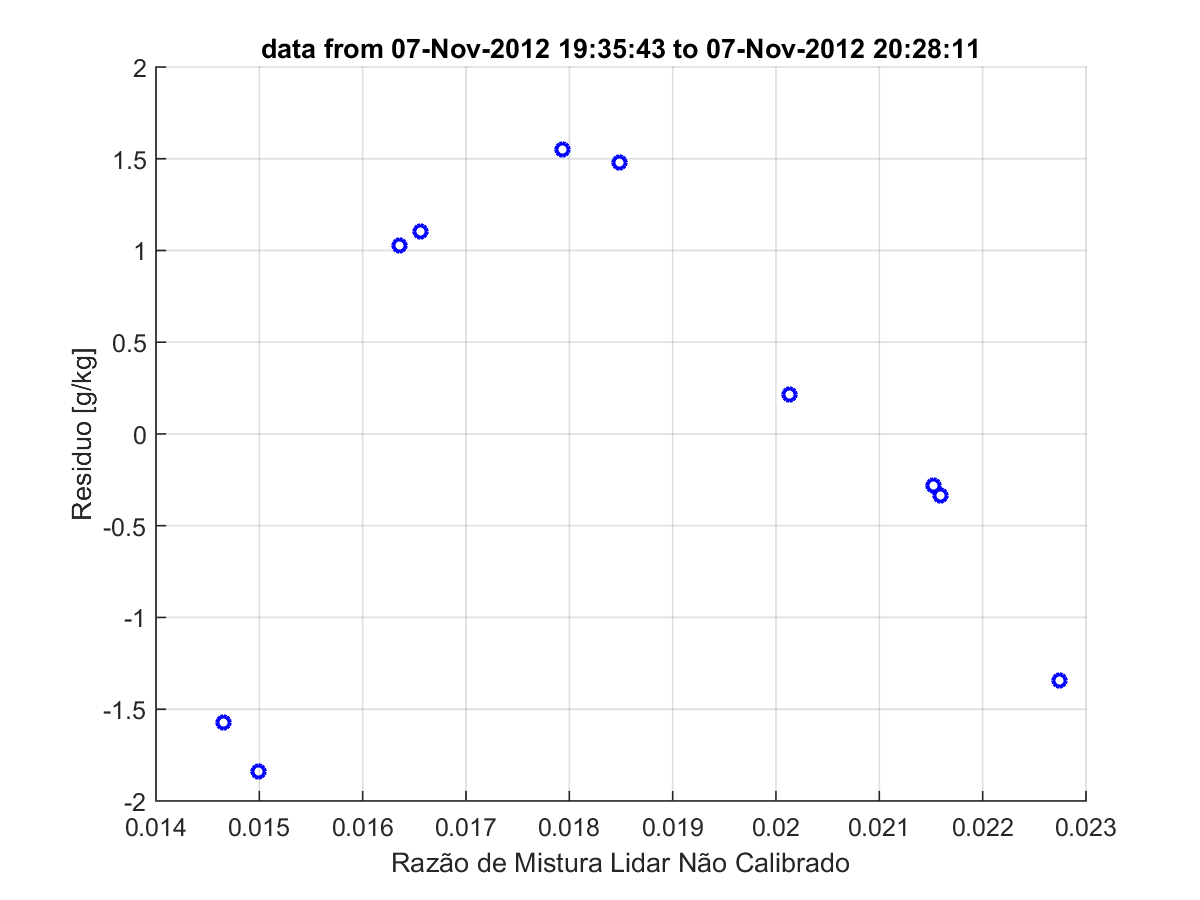 data from 07-Nov-2012 19:35:43 to 07-Nov-2012 20:28:11
2
1.5
1
0.5
0
-0.5
-1
-1.5
-2
Residuo [g/kg]
0.014 0.015 0.016 0.017 0.018 0.019 0.02 0.021 0.022 0.023
Razão de Mistura Lidar Não Calibrado